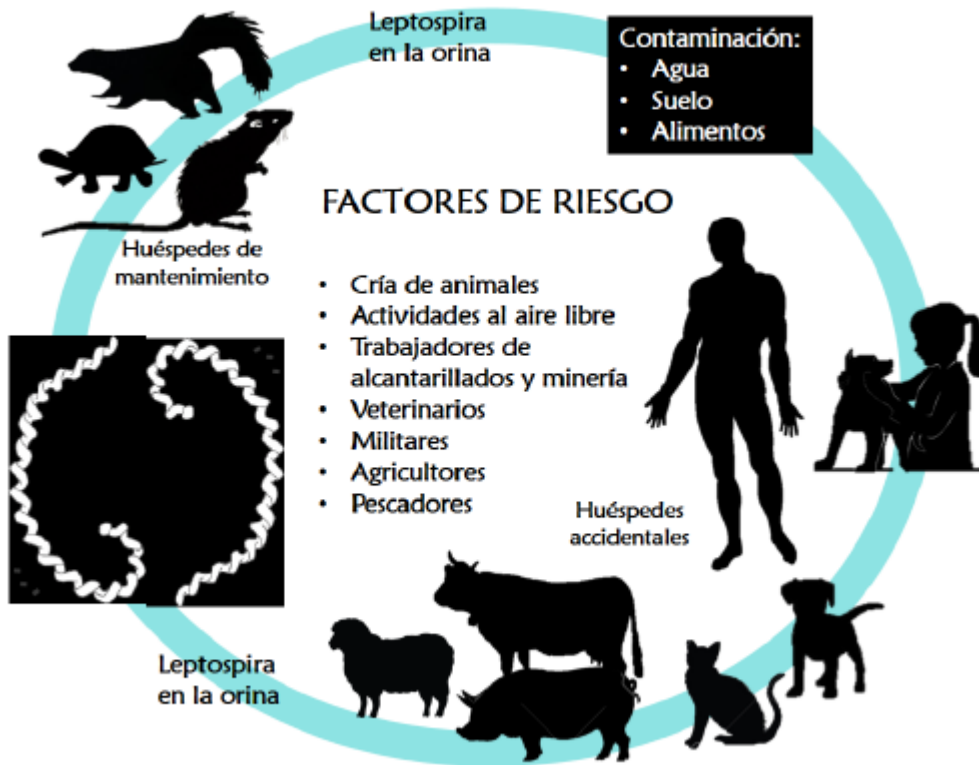 Leptospira
en la orina
Contaminación:
• Agua
• Suelo
• Alimentos
FACTORES DE RIESGO
Huéspedes de
mantenimiento
• Cría de animales
• Actividades al aire libre
• Trabajadores de
alcantarillados y minería
• Veterinarios
• Militares
• Agricultores
• Pescadores
Huéspedes
accidentales
Leptospira
en la orina